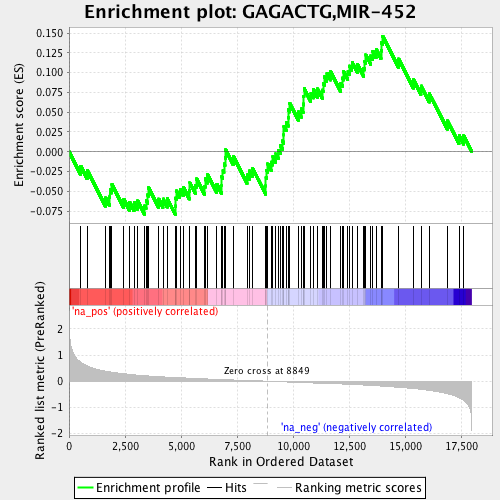 Enrichment plot: GAGACTG,MIR-452
Enrichment score (ES)
0.150
0.125
0.100
0.075
0.050
0.025
0.000
-0.025
-0.050
-0.075
'na_pos' (positively correlated)
Ranked list metric (PreRanked)
2
1
0
-1
-2
Zero cross at 8849
'na_neg' (negatively correlated)
0
2,500
5,000
7,500
10,000
12,500
15,000
17,500
Rank in Ordered Dataset
Enrichment profile
Hits
Ranking metric scores